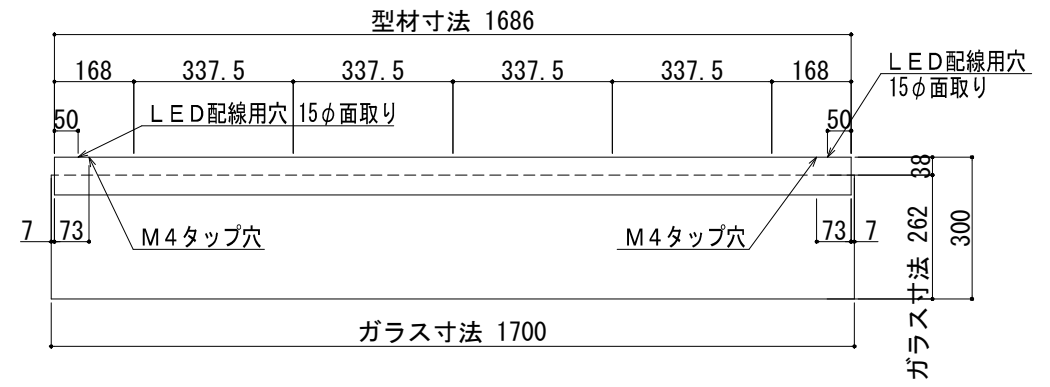 型材寸法 1686
168
337.5
337.5
337.5
337.5
168
ＬＥＤ配線用穴
15φ面取り
50
ＬＥＤ配線用穴 15φ面取り
50
38
7
73
Ｍ４タップ穴
Ｍ４タップ穴
73
7
ガラス寸法 262
300
ガラス寸法 1700